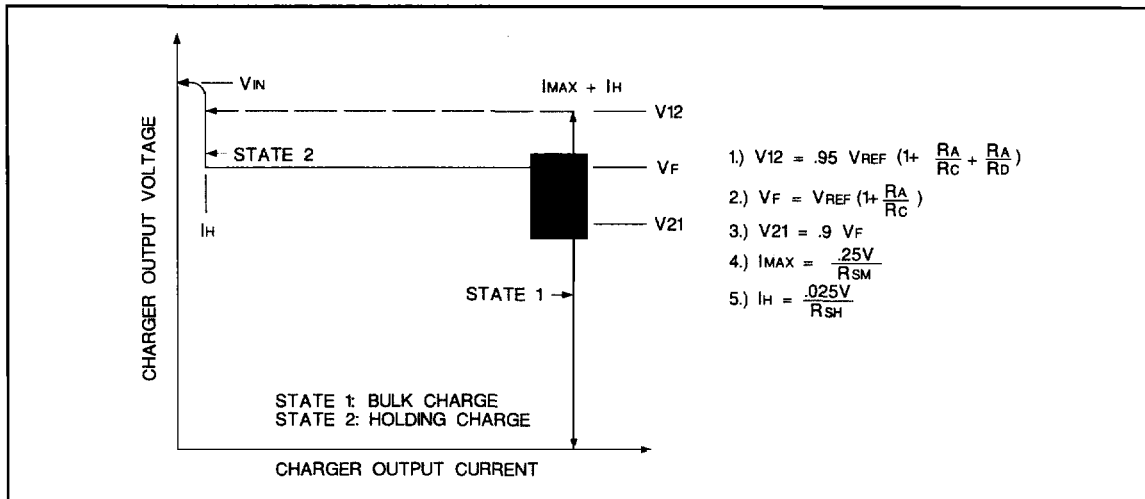 CHARGER OUTPUT VOLTAGE
VIN
IMAX + IH
V12
STATE 2
VF
IH
V21
STATE 1
STATE 1: BULK CHARGE
STATE 2: HOLDING CHARGE
CHARGER OUTPUT CURRENT
1.) V12 = .95 VREF (1+ RA/RC + RA/RD)
2.) VF = VREF (1+ RA/RC)
3.) V21 = .9 VF
4.) IMAX = .25V/RSM
5.) IH = .025V/RSH